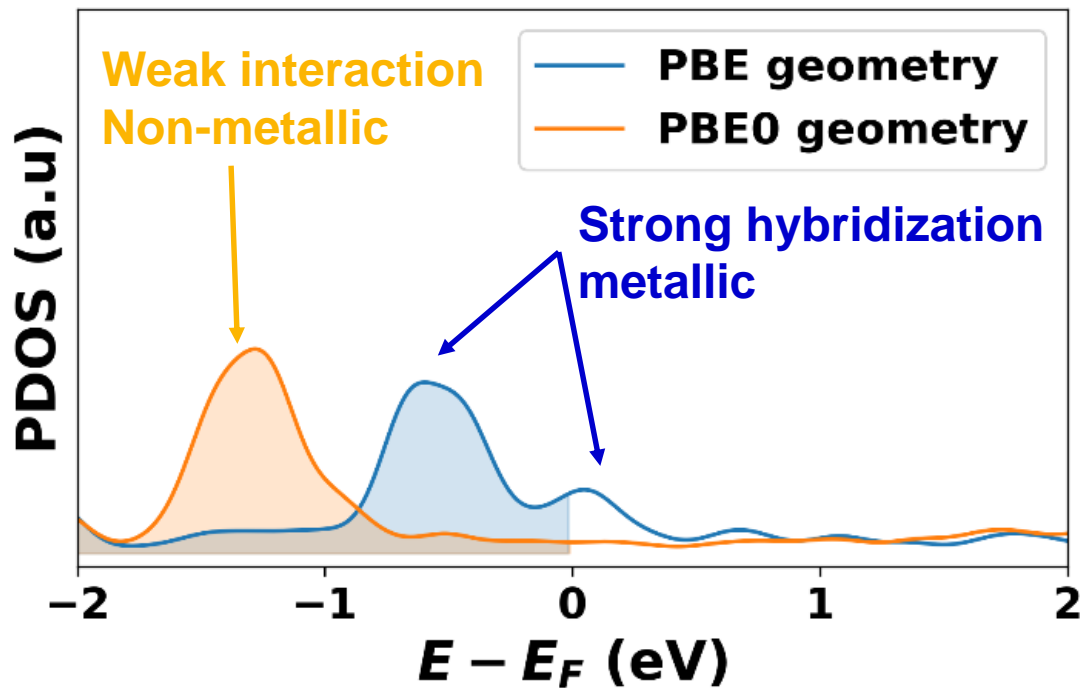 Weak interaction
Non-metallic
PBE geometry
PBE0 geometry
Strong hybridization
metallic
PDOS (a.u)
−2
−1
0
1
2
E − E_F (eV)